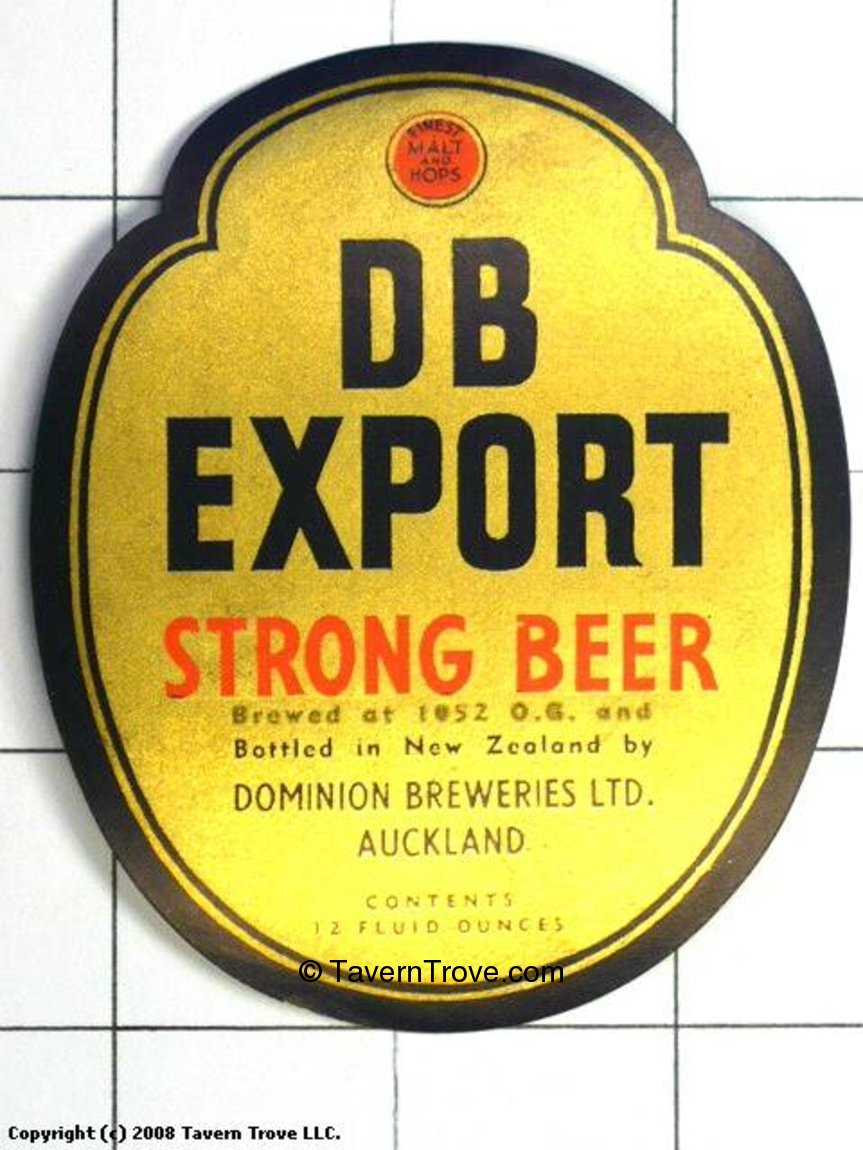 FINEST
MALT
AND
HOPS
DB
EXPORT
STRONG BEER
Brewed at 1052 O.G. and
Bottled in New Zealand by
DOMINION BREWERIES LTD.
AUCKLAND
CONTENTS
12 FLUID OUNCES
© TavernTrove.com
Copyright (c) 2008 Tavern Trove LLC.